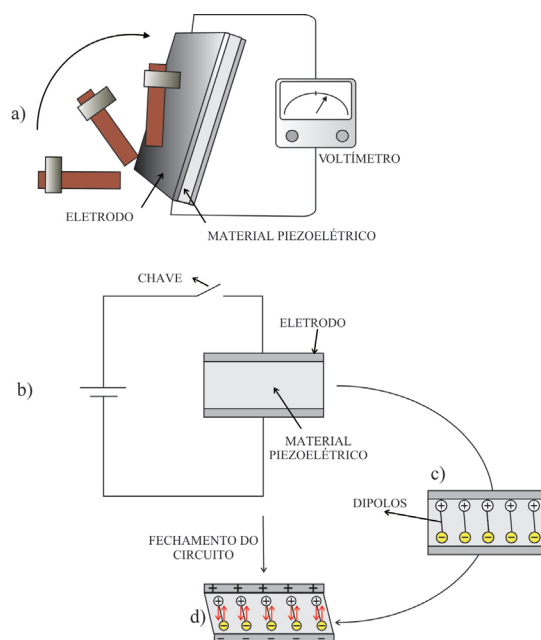 a)
VOLTÍMETRO
ELETRODO
MATERIAL PIEZOELÉTRICO
CHAVE
ELETRODO
b)
MATERIAL
PIEZOELÉTRICO
c)
DIPOLOS
+ + + + +
- - - - -
FECHAMENTO DO
CIRCUITO
+ + + + +
d)
+ + + + +
- - - - -
- - - - -